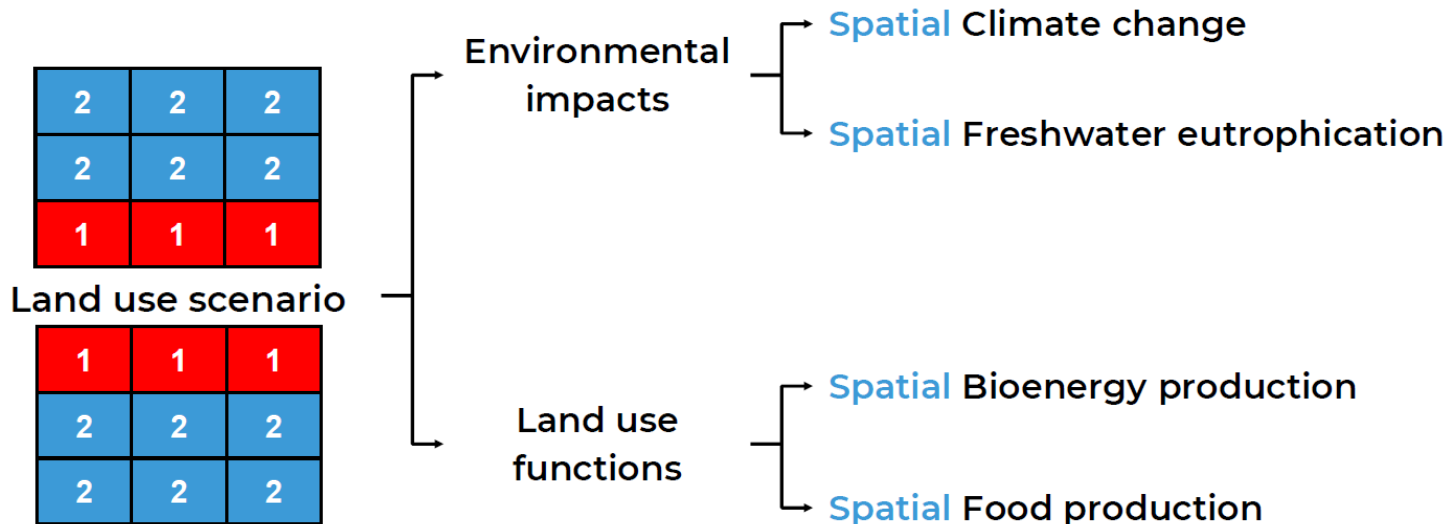 2 2 2
2 2 2
1 1 1
Land use scenario
1 1 1
2 2 2
2 2 2
Environmental
impacts
Spatial Climate change
Spatial Freshwater eutrophication
Land use
functions
Spatial Bioenergy production
Spatial Food production